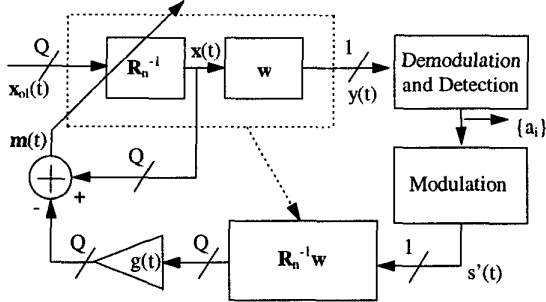 Q
x_ol(t)
R_n^-1
x(t)
w
1
y(t)
Demodulation
and Detection
{a_i}
m(t)
Q
+
-
Modulation
Q
g(t)
Q
R_n^-1 w
1
s'(t)